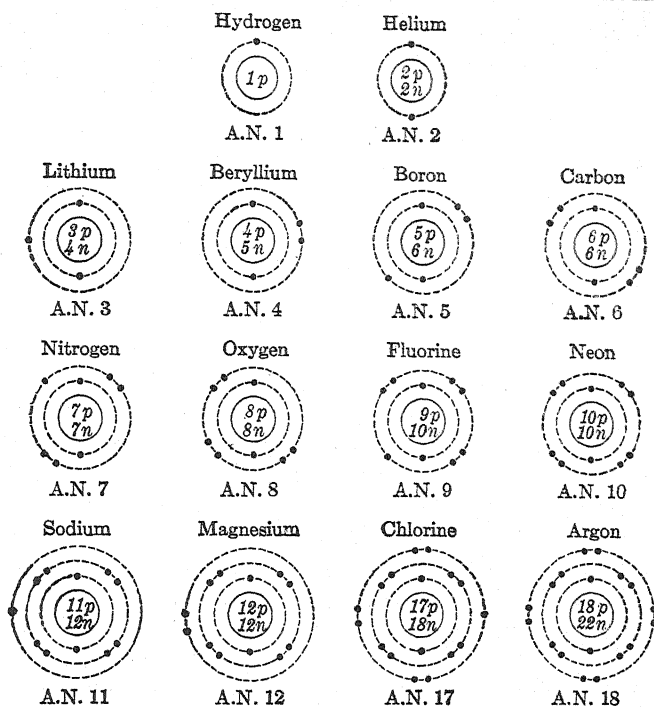 Hydrogen Helium
1p 2p
2n
A.N. 1 A.N. 2
Lithium Beryllium Boron Carbon
3p 4p 5p 6p
4n 5n 6n 6n
A.N. 3 A.N. 4 A.N. 5 A.N. 6
Nitrogen Oxygen Fluorine Neon
7p 8p 9p 10p
7n 8n 10n 10n
A.N. 7 A.N. 8 A.N. 9 A.N. 10
Sodium Magnesium Chlorine Argon
11p 12p 17p 18p
12n 12n 18n 22n
A.N. 11 A.N. 12 A.N. 17 A.N. 18